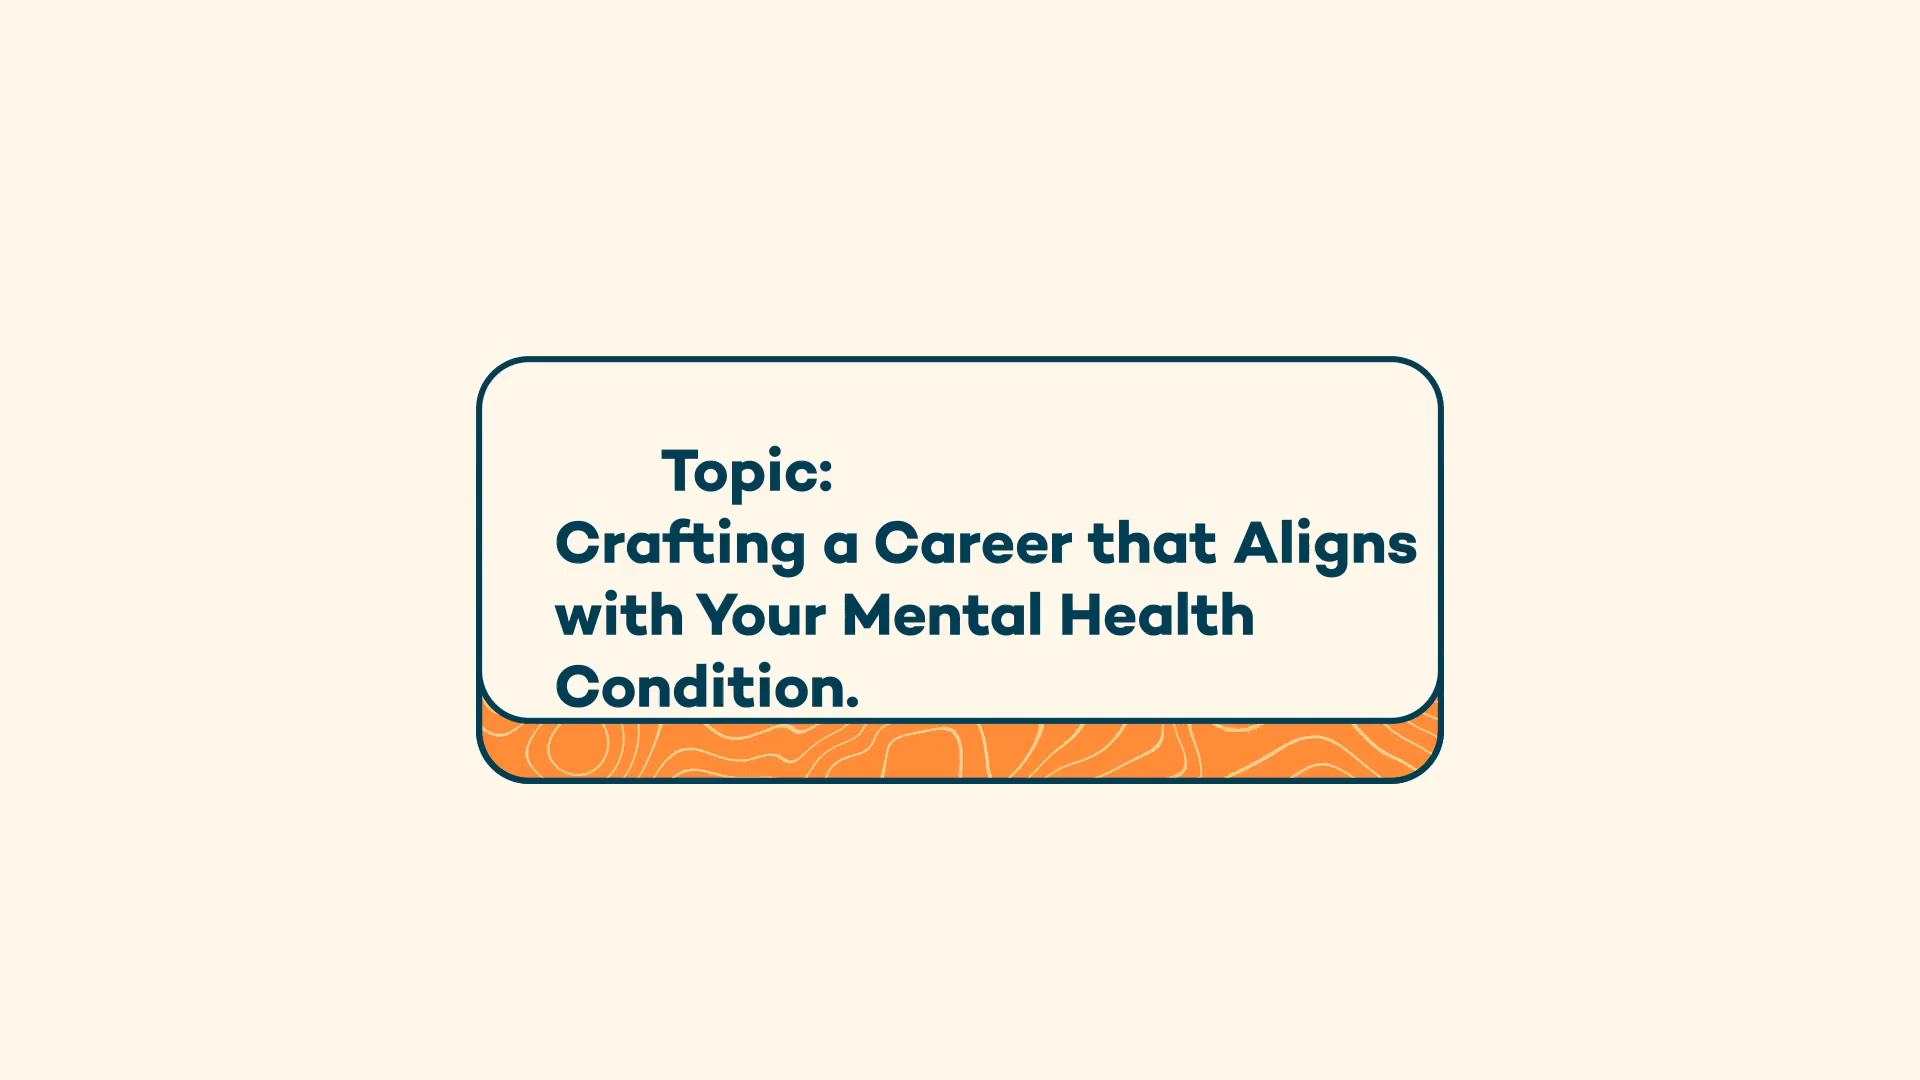 Topic:
Crafting a Career that Aligns
with Your Mental Health
Condition.